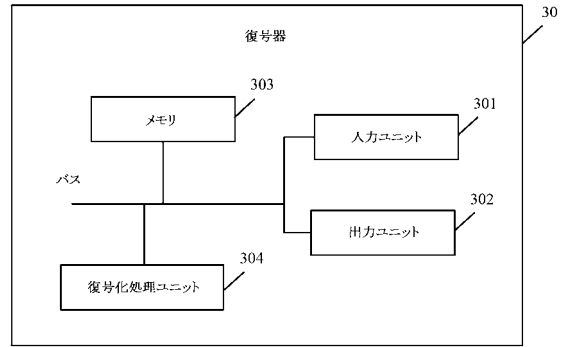 復号器
30
303
メモリ
301
人力ユニット
バス
302
出力ユニット
304
復号化処理ユニット